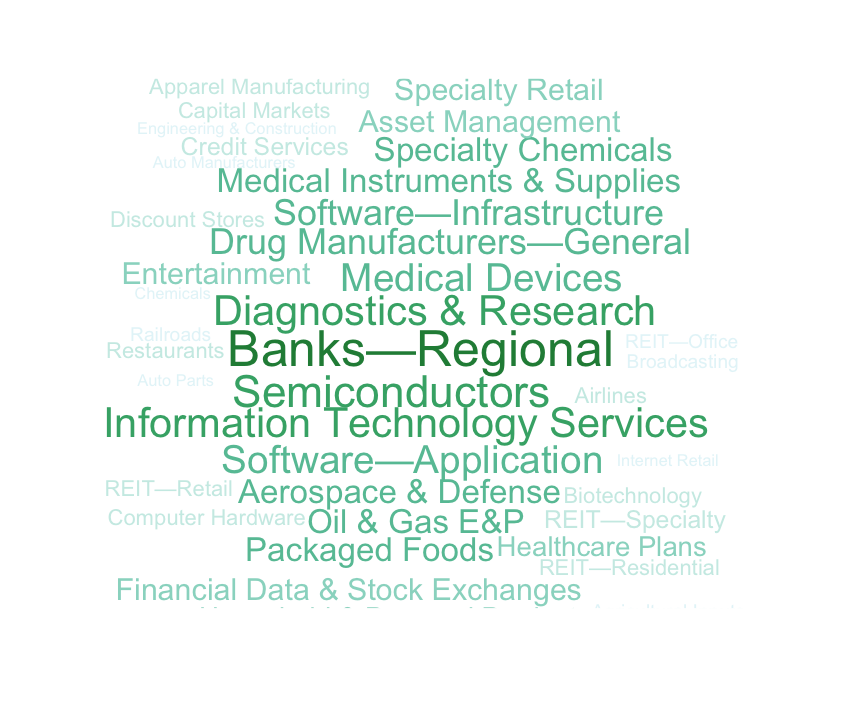 Apparel Manufacturing Specialty Retail
Capital Markets Asset Management
Engineering & Construction
Credit Services Specialty Chemicals
Auto Manufacturers
Medical Instruments & Supplies
Discount Stores Software—Infrastructure
Drug Manufacturers—General
Entertainment Medical Devices
Chemicals
Diagnostics & Research
Railroads
Restaurants Banks—Regional REIT—Office
Broadcasting
Auto Parts Semiconductors Airlines
Information Technology Services
Software—Application Internet Retail
REIT—Retail Aerospace & Defense Biotechnology
Computer Hardware Oil & Gas E&P REIT—Specialty
Packaged Foods Healthcare Plans
REIT—Residential
Financial Data & Stock Exchanges